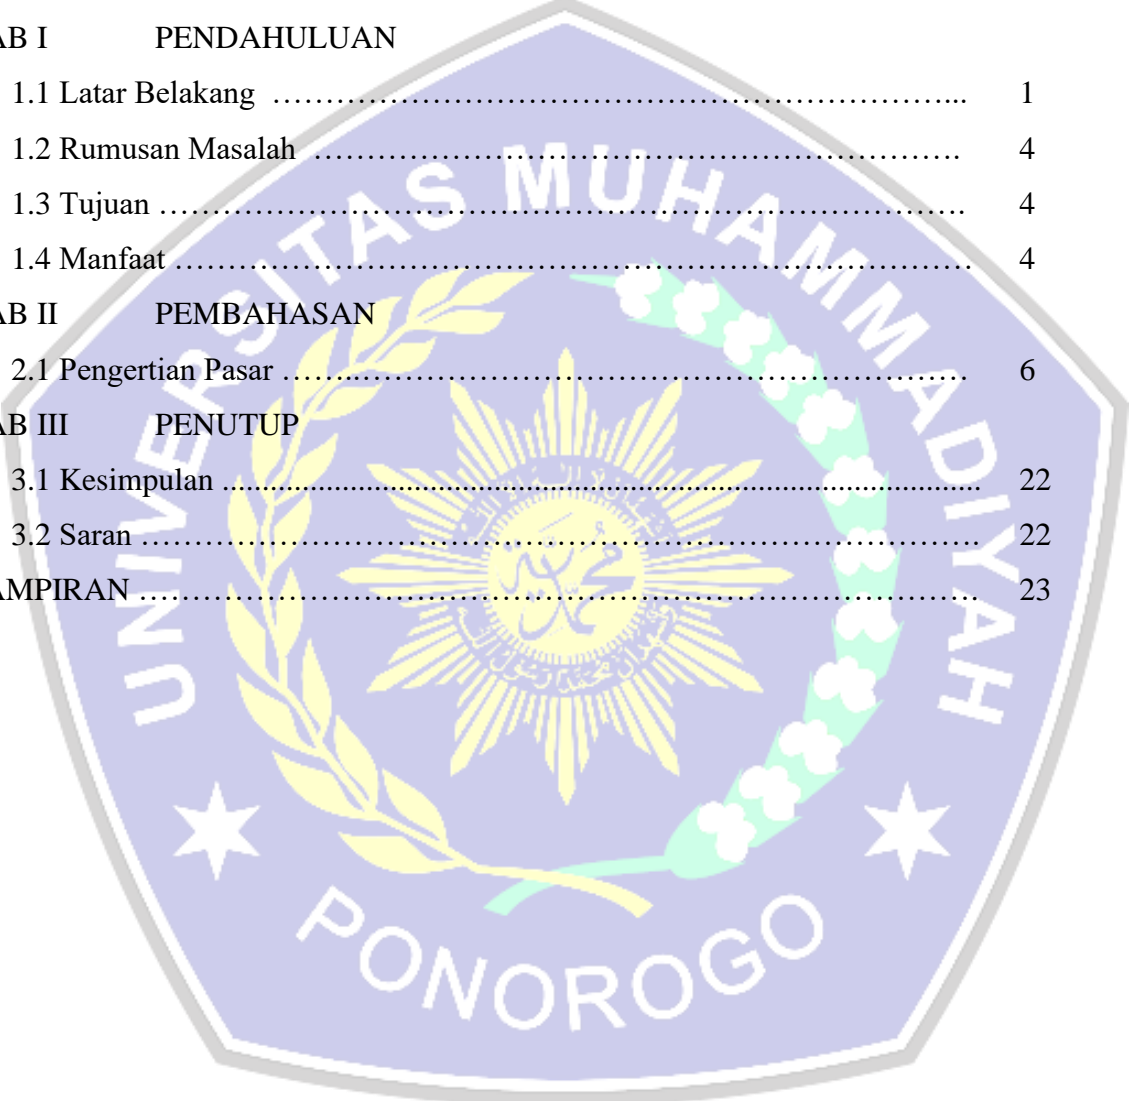 AB I PENDAHULUAN
1.1 Latar Belakang ………………………………………………………………... 1
1.2 Rumusan Masalah ……………………………………………………………. 4
1.3 Tujuan ……………………………………………………………………………. 4
1.4 Manfaat …………………………………………………………………………. 4
AB II PEMBAHASAN
2.1 Pengertian Pasar ………………………………………………………………. 6
AB III PENUTUP
3.1 Kesimpulan .......................................................................................... 22
3.2 Saran ……………………………………………………………………………. 22
AMPIRAN ……………………………………………………………………………. 23
UNIVERSITAS MUHAMMADIYAH
PONOROGO